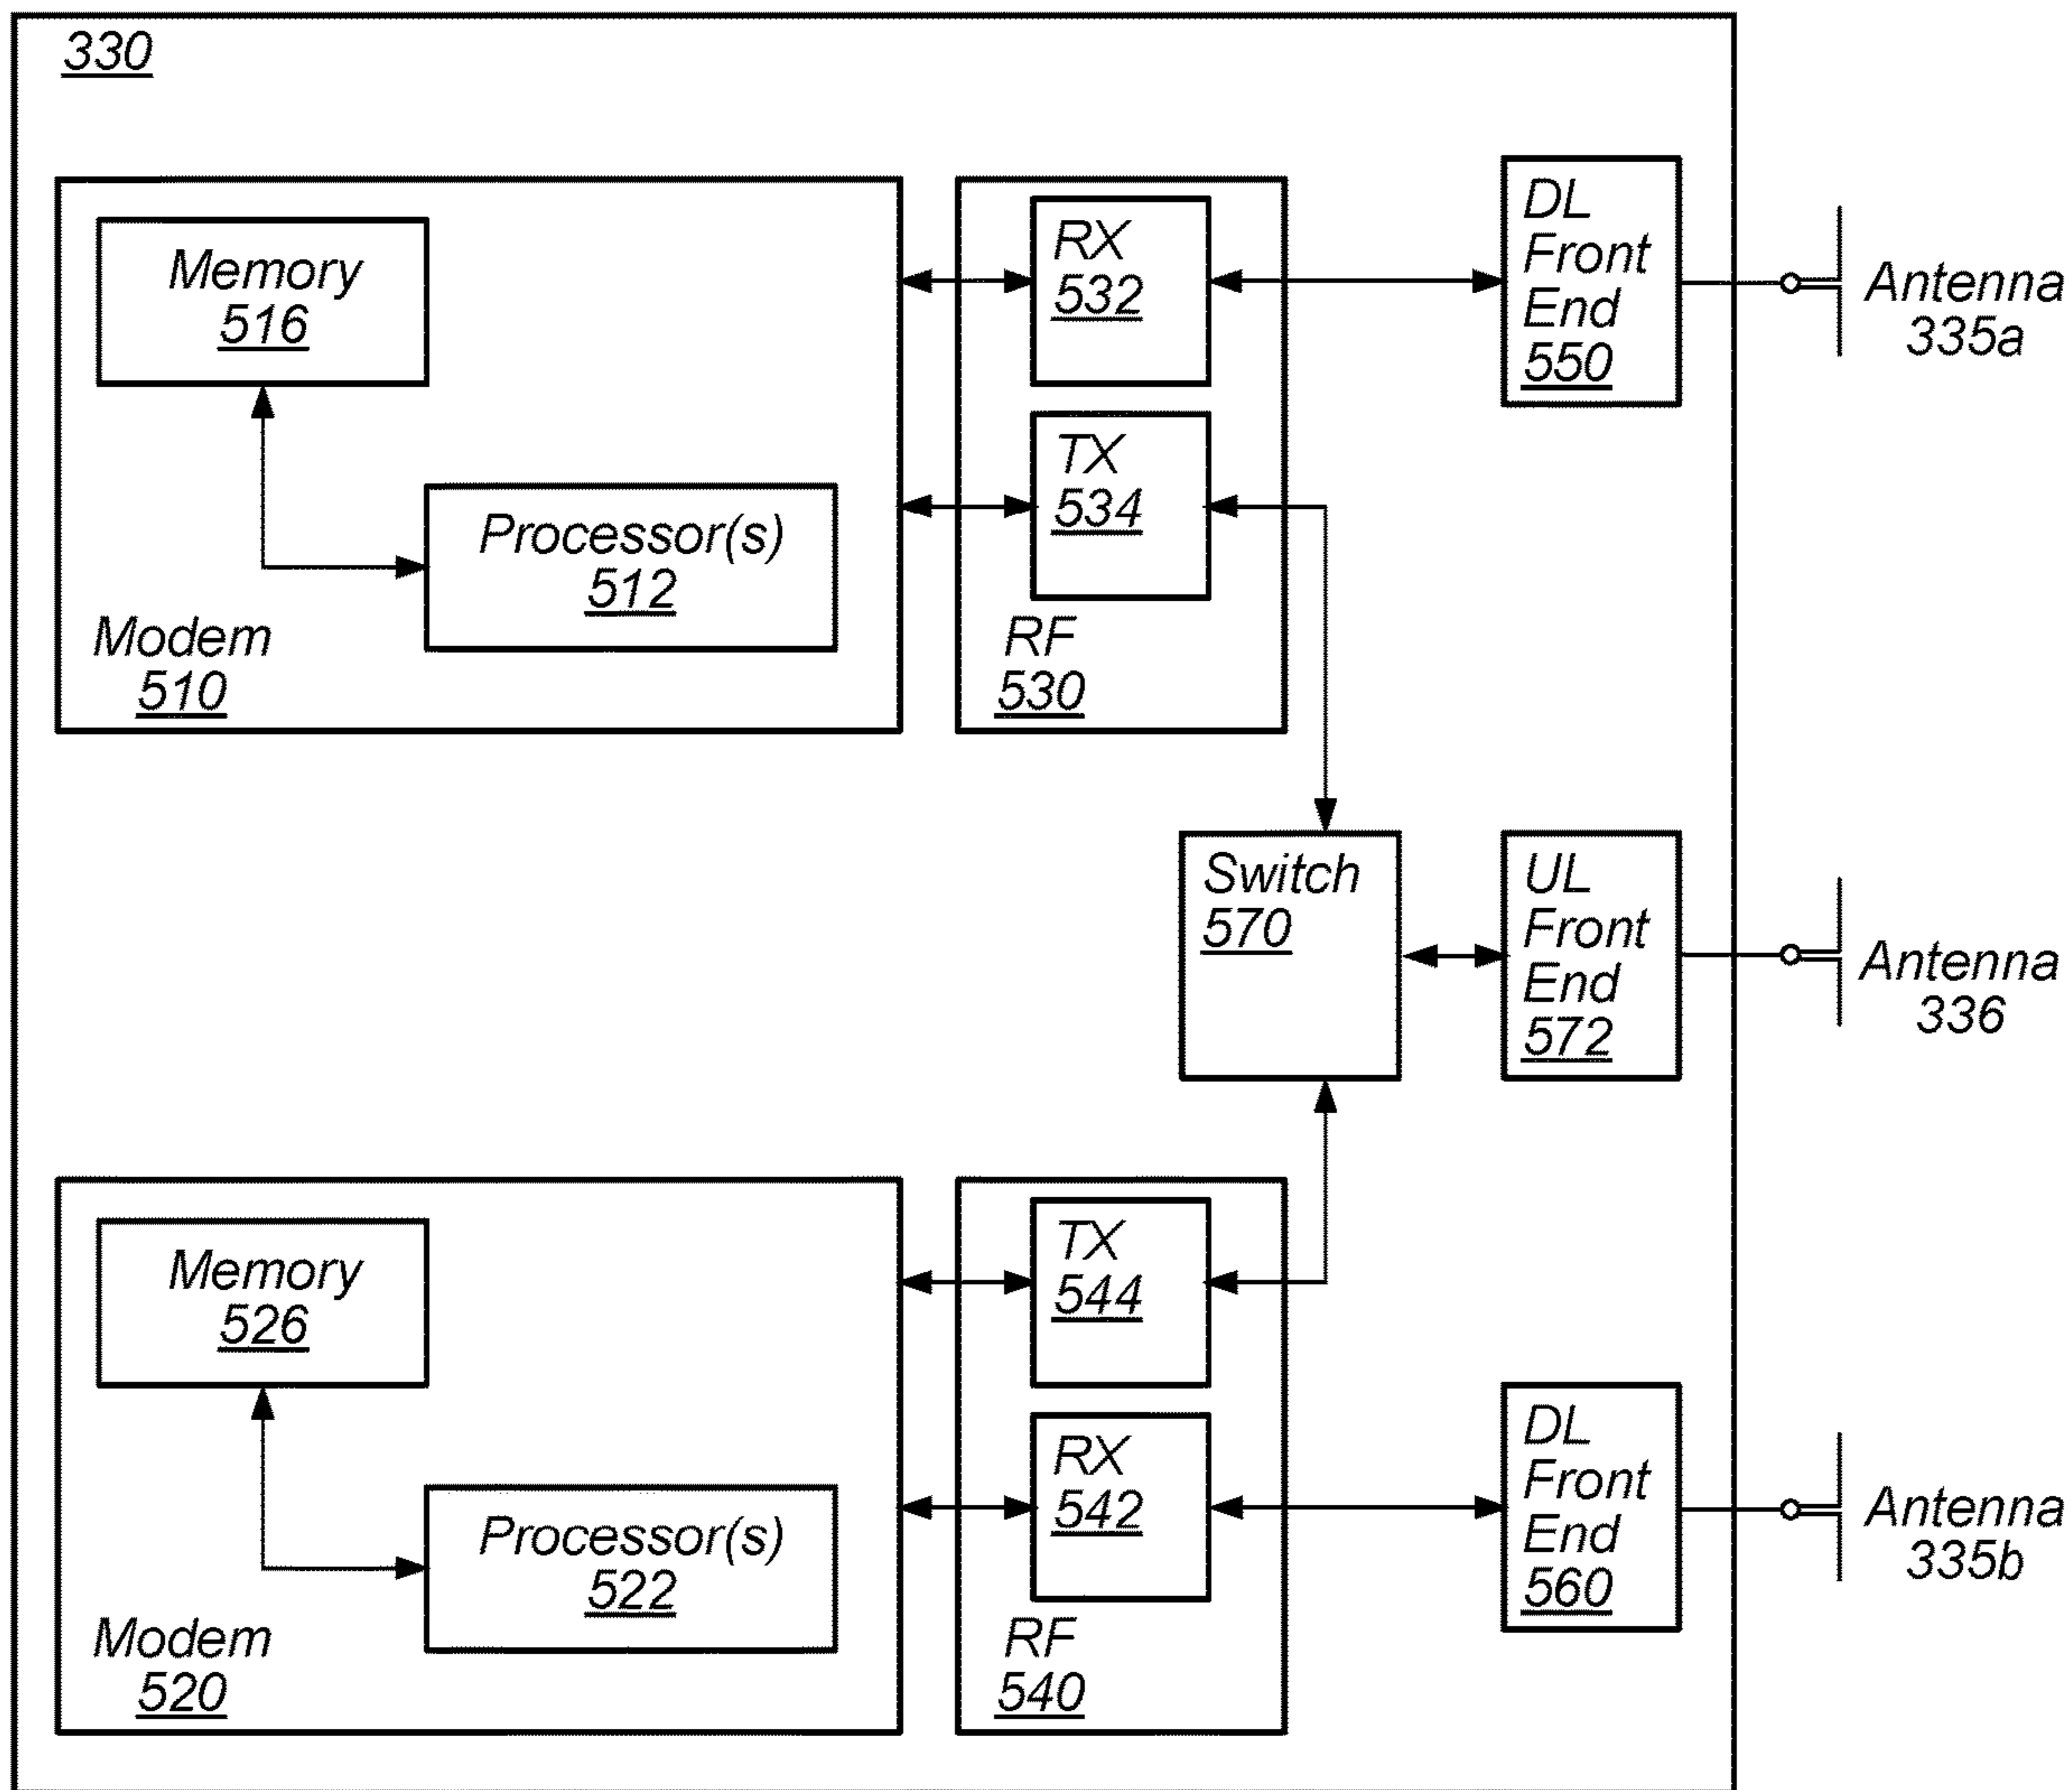 330
Memory
516
Processor(s)
512
Modem
510
RX
532
TX
534
RF
530
DL
Front
End
550
Antenna
335a
Switch
570
UL
Front
End
572
Antenna
336
Memory
526
Processor(s)
522
Modem
520
TX
544
RX
542
RF
540
DL
Front
End
560
Antenna
335b